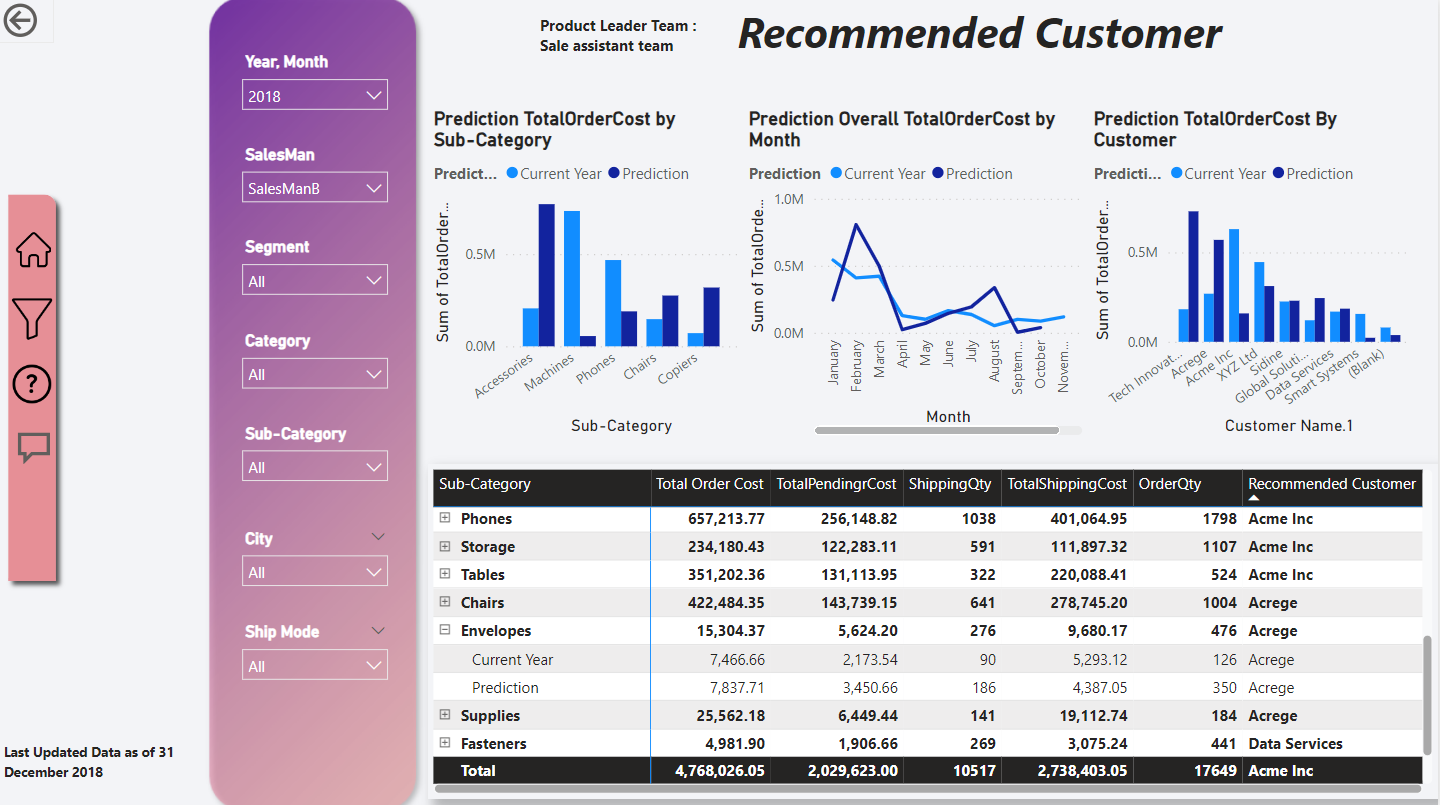 Product Leader Team :
Sale assistant team
Recommended Customer
Year, Month
2018
SalesMan
SalesManB
Segment
All
Category
All
Sub-Category
All
City
All
Ship Mode
All
?
Last Updated Data as of 31
December 2018
Prediction TotalOrderCost by
Sub-Category
Predict... Current Year Prediction
Sum of TotalOrder...
0.5M
0.0M
Accessories
Machines
Phones
Chairs
Copiers
Sub-Category
Prediction Overall TotalOrderCost by
Month
Prediction Current Year Prediction
Sum of TotalOrde...
1.0M
0.5M
0.0M
January
February
March
April
May
June
July
August
Septem...
October
Novem...
Month
Prediction TotalOrderCost By
Customer
Predicti... Current Year Prediction
Sum of TotalOrder...
0.5M
0.0M
Tech Innovat...
Acrege
Acme Inc
XYZ Ltd
Sidine
Global Soluti...
Data Services
Smart Systems
(Blank)
Customer Name.1
Sub-Category Total Order Cost TotalPendingrCost ShippingQty TotalShippingCost OrderQty Recommended Customer
Phones 657,213.77 256,148.82 1038 401,064.95 1798 Acme Inc
Storage 234,180.43 122,283.11 591 111,897.32 1107 Acme Inc
Tables 351,202.36 131,113.95 322 220,088.41 524 Acme Inc
Chairs 422,484.35 143,739.15 641 278,745.20 1004 Acrege
Envelopes 15,304.37 5,624.20 276 9,680.17 476 Acrege
Current Year 7,466.66 2,173.54 90 5,293.12 126 Acrege
Prediction 7,837.71 3,450.66 186 4,387.05 350 Acrege
Supplies 25,562.18 6,449.44 141 19,112.74 184 Acrege
Fasteners 4,981.90 1,906.66 269 3,075.24 441 Data Services
Total 4,768,026.05 2,029,623.00 10517 2,738,403.05 17649 Acme Inc